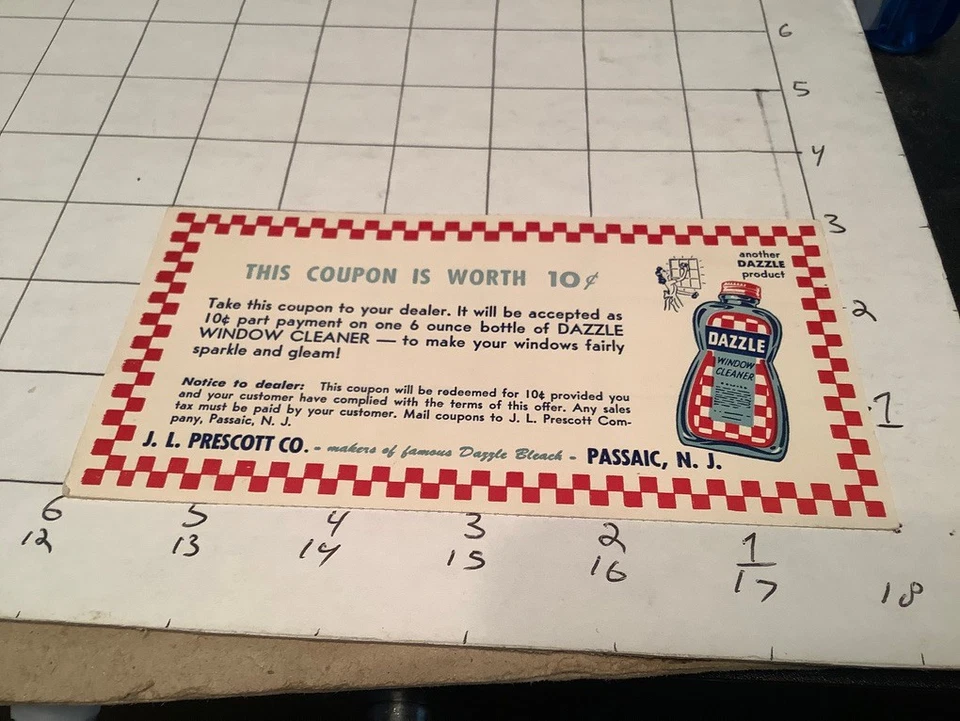 6
5
4
3
2
1
another
DAZZLE
product
THIS COUPON IS WORTH 10¢
Take this coupon to your dealer. It will be accepted as
10¢ part payment on one 6 ounce bottle of DAZZLE
WINDOW CLEANER — to make your windows fairly
sparkle and gleam!
DAZZLE
WINDOW
CLEANER
Notice to dealer: This coupon will be redeemed for 10¢ provided you
and your customer have complied with the terms of this offer. Any sales
tax must be paid by your customer. Mail coupons to J. L. Prescott Com-
pany, Passaic, N. J.
J. L. PRESCOTT CO. - makers of famous Dazzle Bleach - PASSAIC, N. J.
6 5 4 3 2 1
12 13 14 15 16 17 18